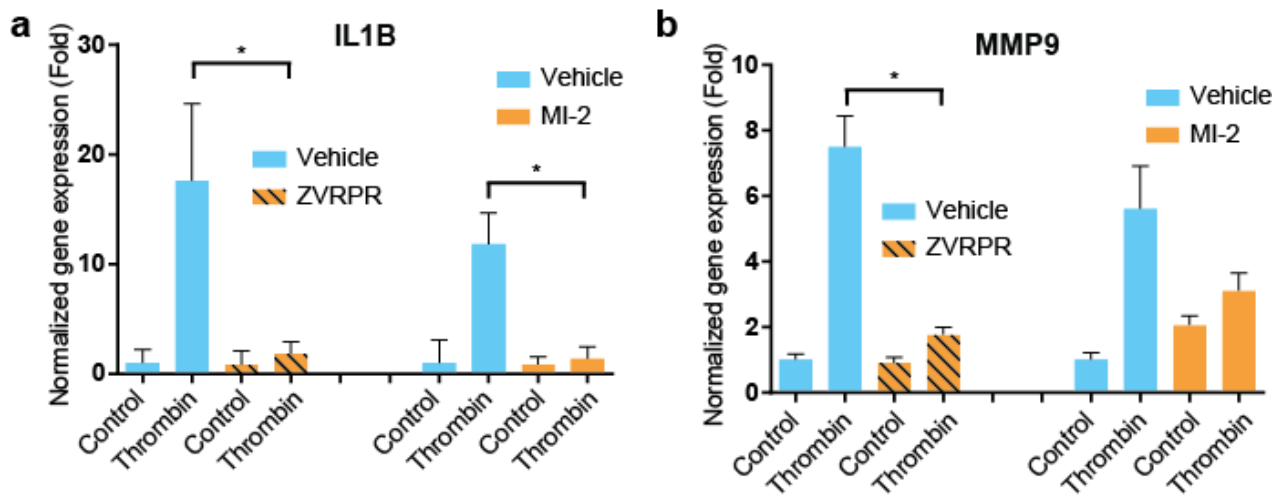 a
IL1B
Normalized gene expression (Fold)
30
20
10
0
*
Vehicle
ZVRPR
Vehicle
MI-2
*
Control
Thrombin
Control
Thrombin
Control
Thrombin
Control
Thrombin
b
MMP9
Normalized gene expression (Fold)
10
8
6
4
2
0
*
Vehicle
ZVRPR
Vehicle
MI-2
Control
Thrombin
Control
Thrombin
Control
Thrombin
Control
Thrombin